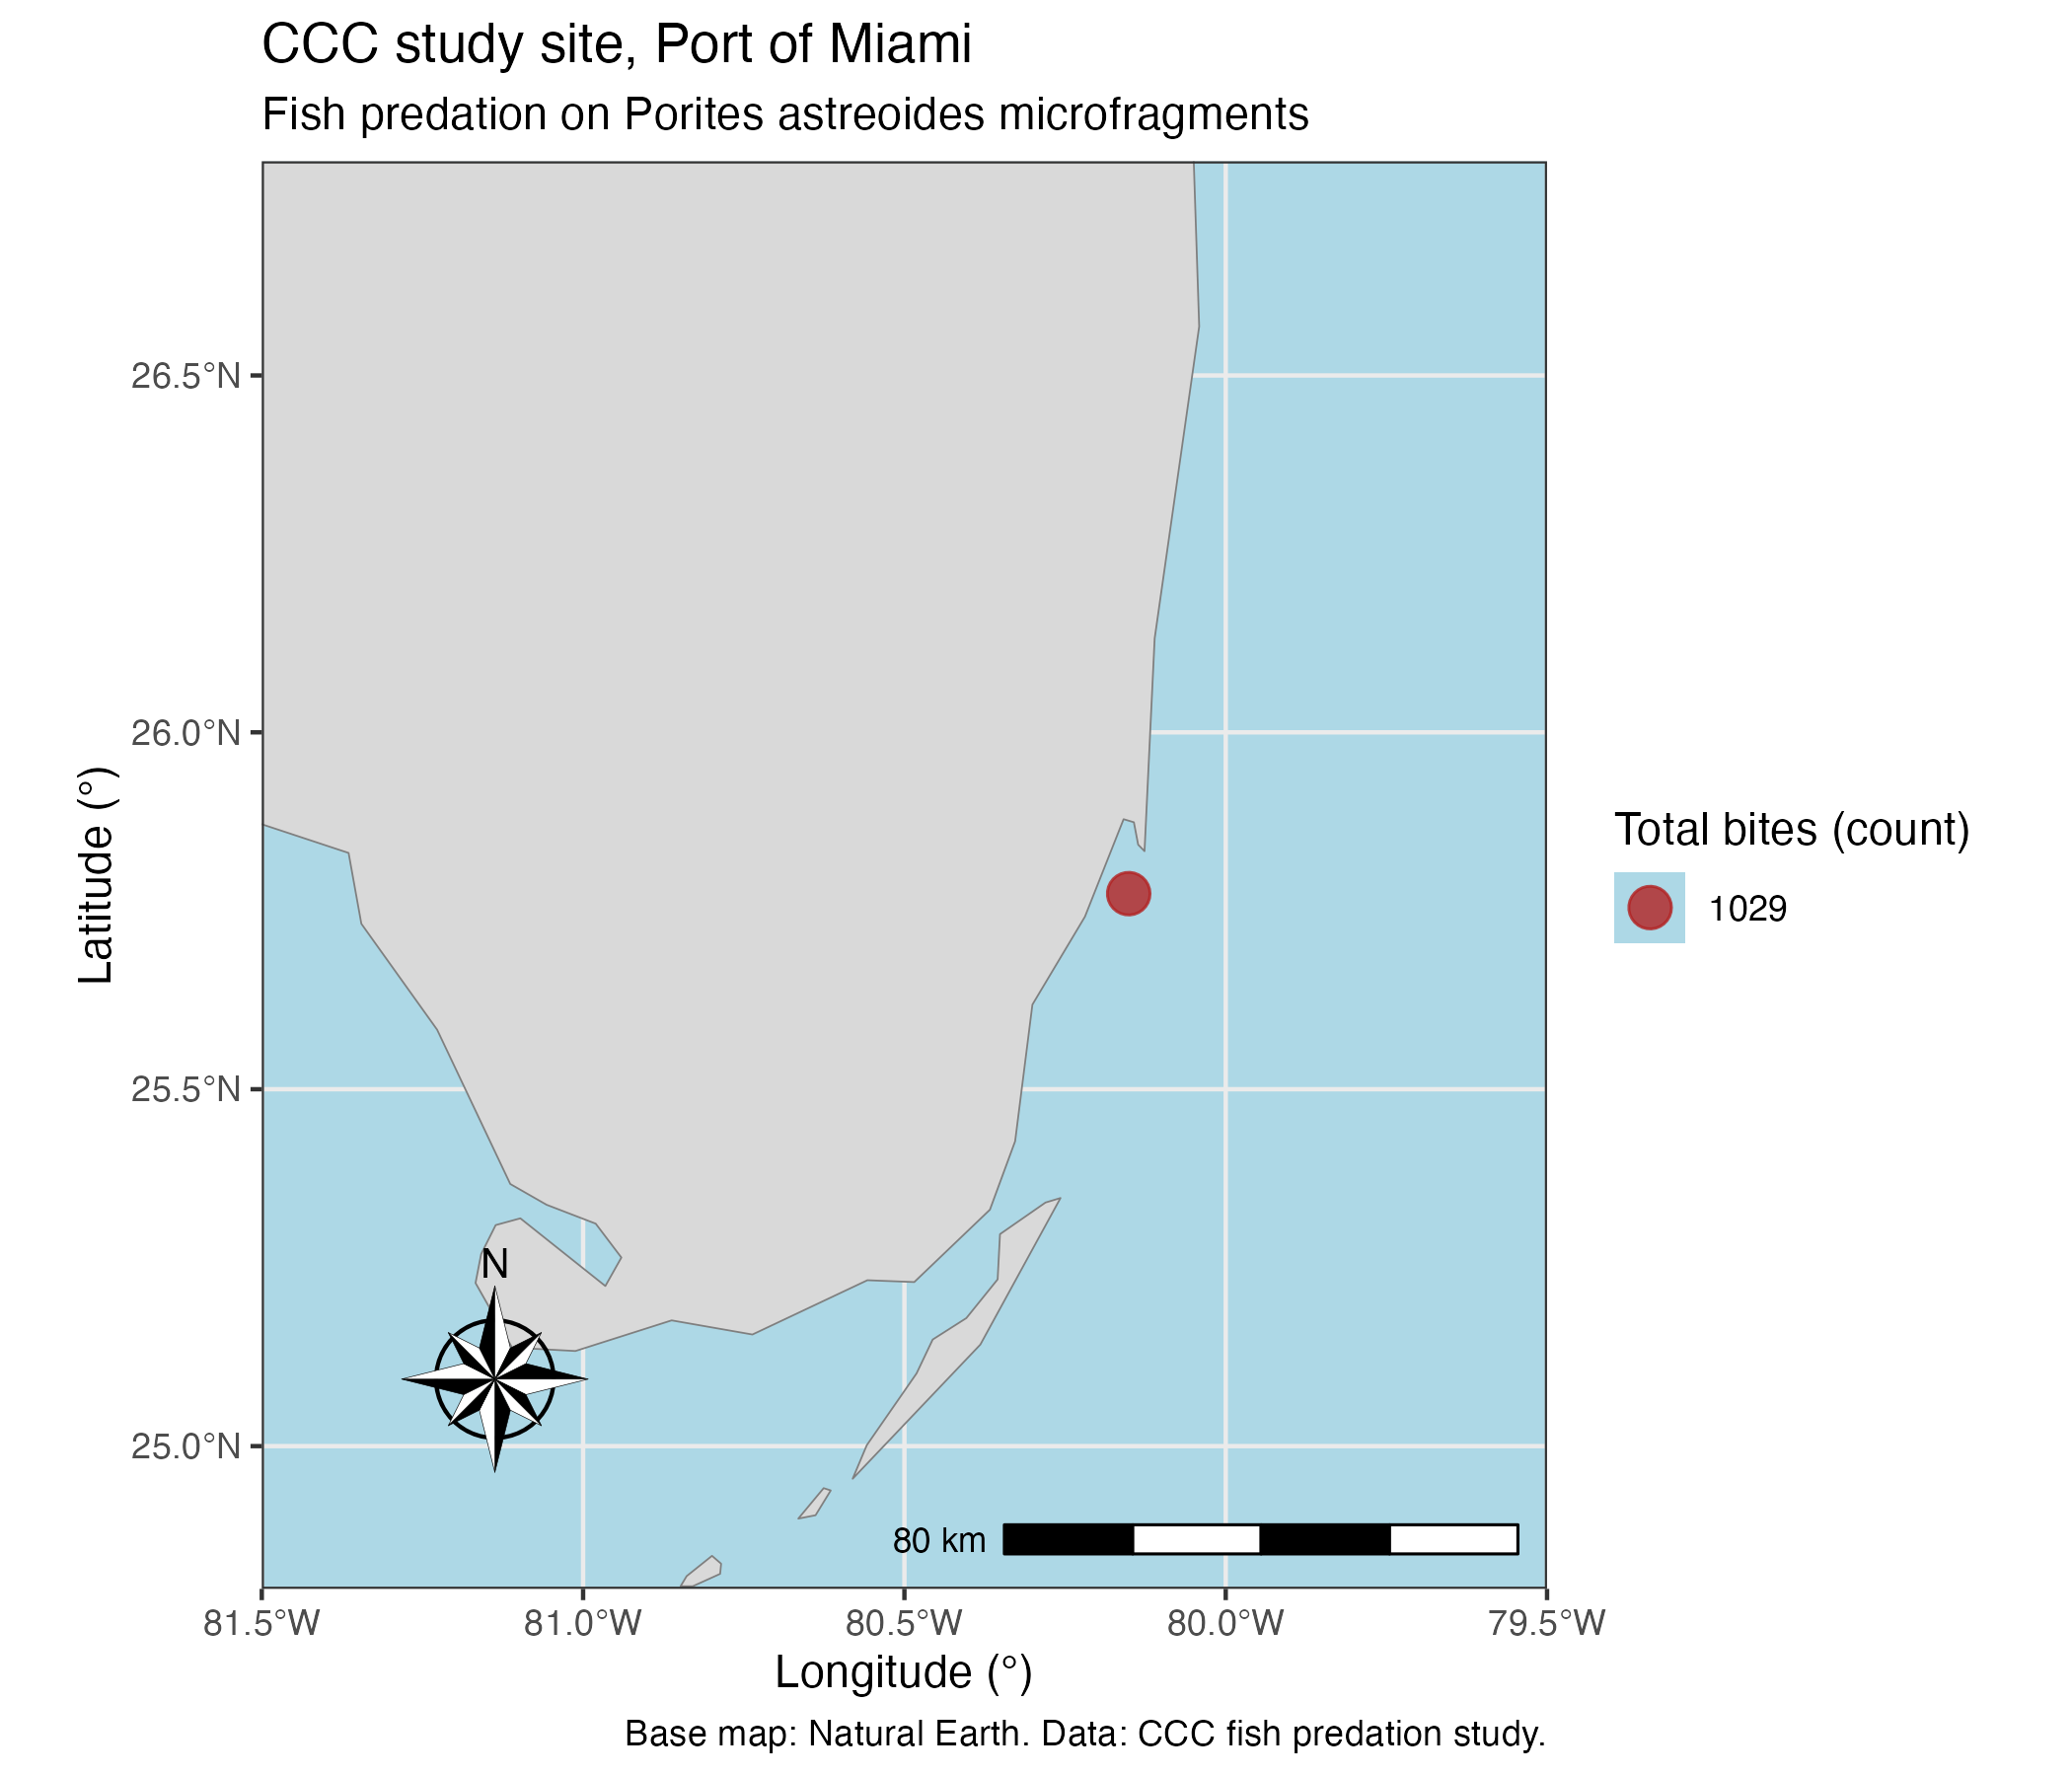 CCC study site, Port of Miami
Fish predation on Porites astreoides microfragments
26.5°N
26.0°N
25.5°N
25.0°N
Latitude (°)
N
80 km
81.5°W 81.0°W 80.5°W 80.0°W 79.5°W
Longitude (°)
Total bites (count)
1029
Base map: Natural Earth. Data: CCC fish predation study.